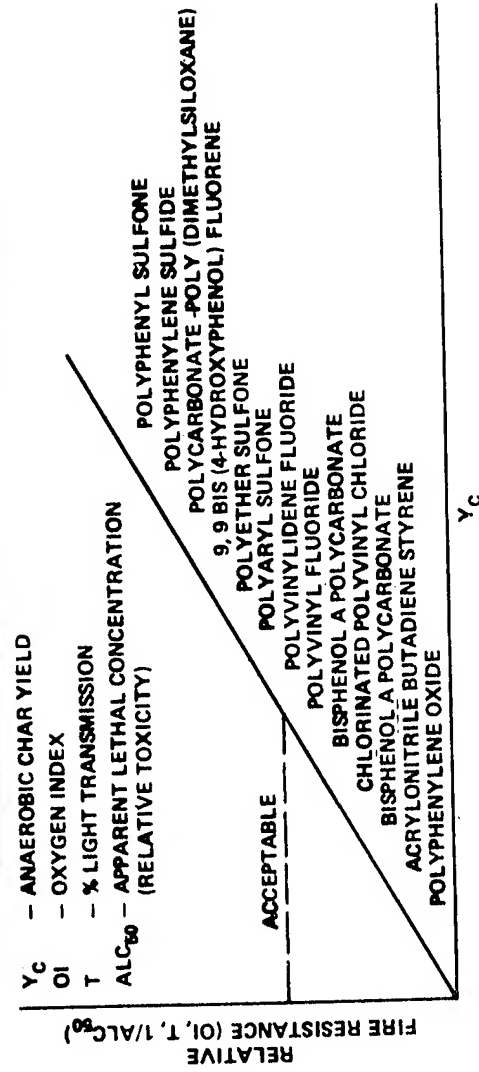 Y_C – ANAEROBIC CHAR YIELD
OI – OXYGEN INDEX
T – % LIGHT TRANSMISSION
ALC_50 – APPARENT LETHAL CONCENTRATION
(RELATIVE TOXICITY)
RELATIVE
FIRE RESISTANCE (OI, T, 1/ALC_50)
ACCEPTABLE
POLYPHENYL SULFONE
POLYPHENYLENE SULFIDE
POLYCARBONATE-POLY (DIMETHYLSILOXANE)
9, 9 BIS (4-HYDROXYPHENOL) FLUORENE
POLYETHER SULFONE
POLYARYL SULFONE
POLYVINYLIDENE FLUORIDE
POLYVINYL FLUORIDE
BISPHENOL A POLYCARBONATE
CHLORINATED POLYVINYL CHLORIDE
BISPHENOL A POLYCARBONATE
ACRYLONITRILE BUTADIENE STYRENE
POLYPHENYLENE OXIDE
Y_C